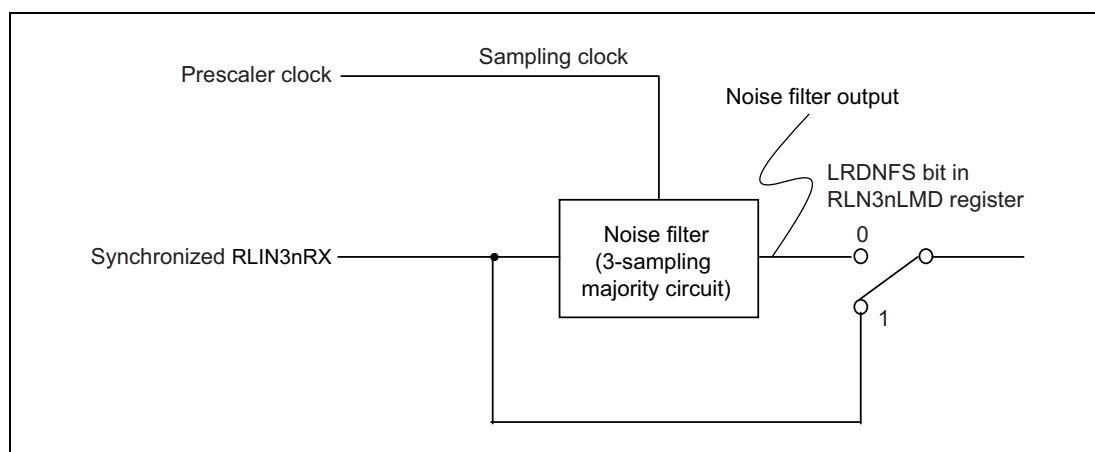 Sampling clock
Prescaler clock
Noise filter output
LRDNFS bit in
RLN3nLMD register
Synchronized RLIN3nRX
Noise filter
(3-sampling
majority circuit)
0
1